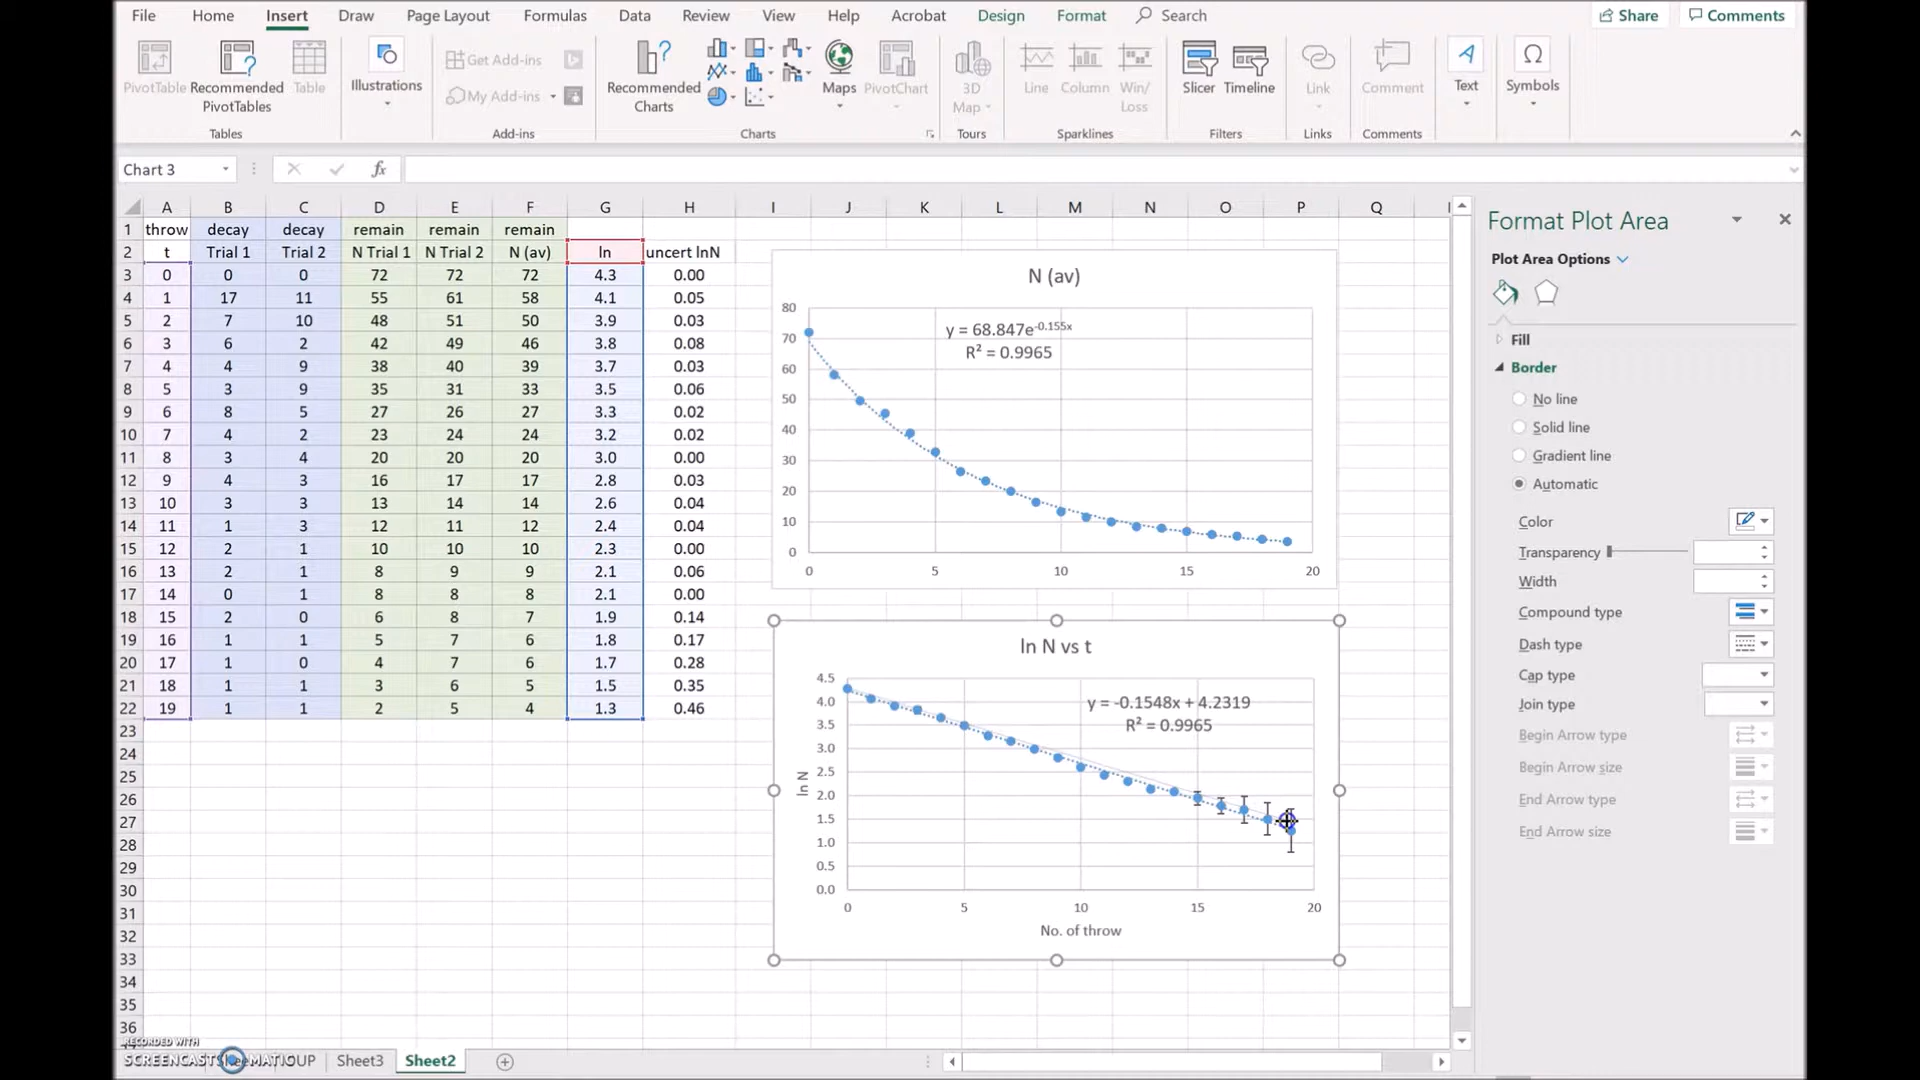 File Home Insert Draw Page Layout Formulas Data Review View Help Acrobat Design Format Search Share Comments
PivotTable Recommended PivotTables Table Illustrations Get Add-ins My Add-ins Recommended Charts Maps PivotChart 3D Map Line Column Win/Loss Slicer Timeline Link Comment Text Symbols
Tables Add-ins Charts Tours Sparklines Filters Links Comments
Chart 3 fx
A B C D E F G H I J K L M N O P Q
1 throw decay decay remain remain remain
2 t Trial 1 Trial 2 N Trial 1 N Trial 2 N (av) ln uncert lnN
3 0 0 0 72 72 72 4.3 0.00
4 1 17 11 55 61 58 4.1 0.05
5 2 7 10 48 51 50 3.9 0.03
6 3 6 2 42 49 46 3.8 0.08
7 4 4 9 38 40 39 3.7 0.03
8 5 3 9 35 31 33 3.5 0.06
9 6 8 5 27 26 27 3.3 0.02
10 7 4 2 23 24 24 3.2 0.02
11 8 3 4 20 20 20 3.0 0.00
12 9 4 3 16 17 17 2.8 0.03
13 10 3 3 13 14 14 2.6 0.04
14 11 1 3 12 11 12 2.4 0.04
15 12 2 1 10 10 10 2.3 0.00
16 13 2 1 8 9 9 2.1 0.06
17 14 0 1 8 8 8 2.1 0.00
18 15 2 0 6 8 7 1.9 0.14
19 16 1 1 5 7 6 1.8 0.17
20 17 1 0 4 7 6 1.7 0.28
21 18 1 1 3 6 5 1.5 0.35
22 19 1 1 2 5 4 1.3 0.46
23
24
25
26
27
28
29
30
31
32
33
34
35
36
N (av)
y = 68.847e^-0.155x
R² = 0.9965
80
70
60
50
40
30
20
10
0
0 5 10 15 20
ln N vs t
y = -0.1548x + 4.2319
R² = 0.9965
4.5
4.0
3.5
3.0
2.5
2.0
1.5
1.0
0.5
0.0
ln N
0 5 10 15 20
No. of throw
Format Plot Area
Plot Area Options
Fill
Border
No line
Solid line
Gradient line
Automatic
Color
Transparency
Width
Compound type
Dash type
Cap type
Join type
Begin Arrow type
Begin Arrow size
End Arrow type
End Arrow size
RECORDED WITH
SCREENCAST MATIC
Sheet3 Sheet2